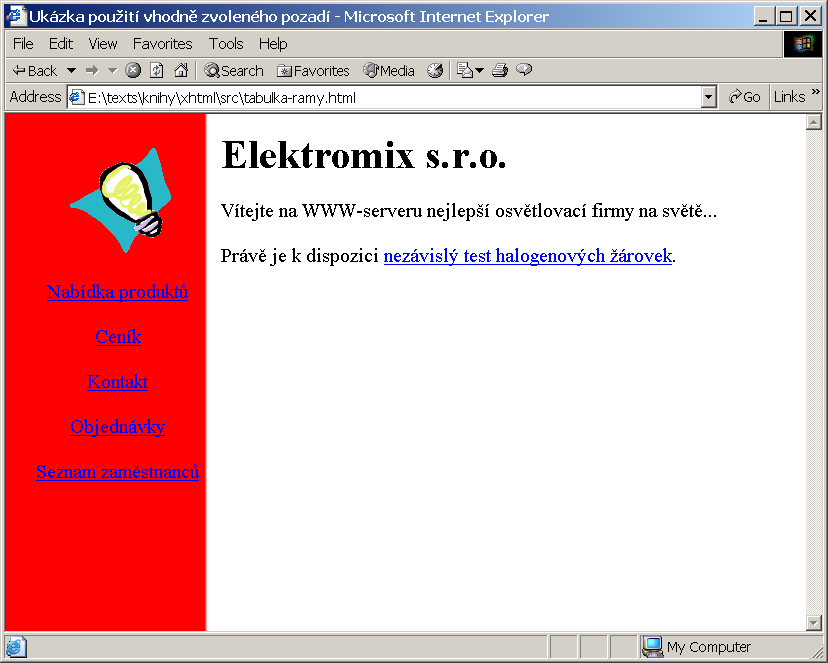 Ukázka použití vhodně zvoleného pozadí - Microsoft Internet Explorer
File Edit View Favorites Tools Help
Back Search Favorites Media
Address E:\texts\knihy\xhtml\src\tabulka-ramy.html Go Links »
Elektromix s.r.o.
Vítejte na WWW-serveru nejlepší osvětlovací firmy na světě...
Právě je k dispozici nezávislý test halogenových žárovek.
Nabídka produktů
Ceník
Kontakt
Objednávky
Seznam zaměstnanců
My Computer